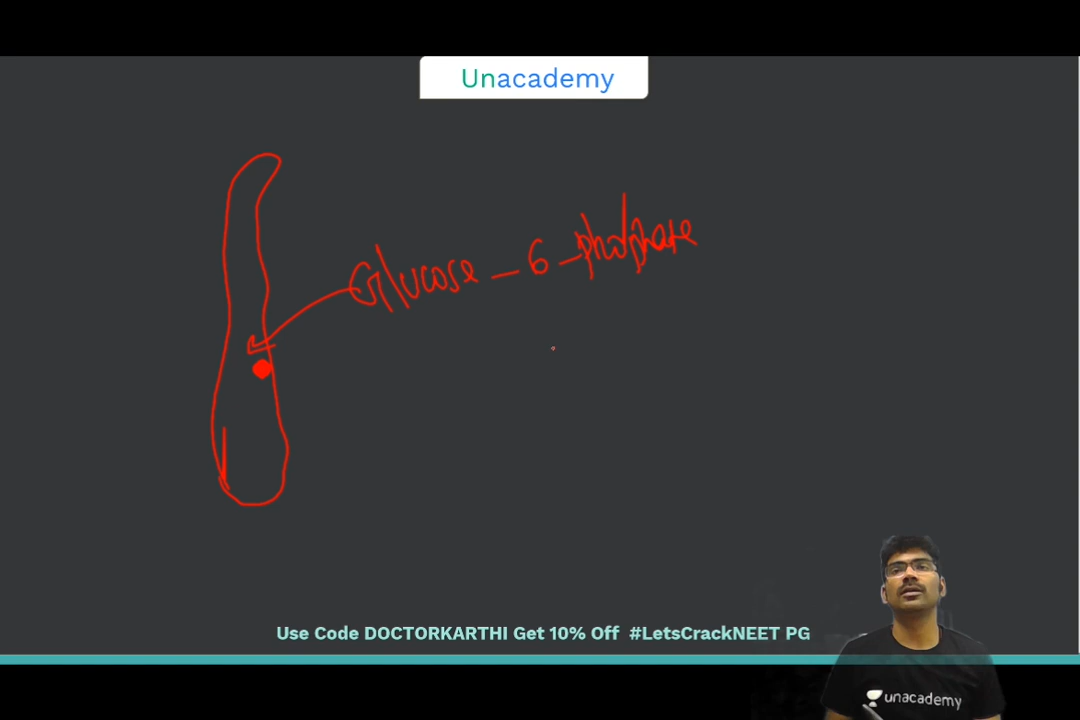 Unacademy
Glucose - 6 - phosphate
Use Code DOCTORKARTHI Get 10% Off #LetsCrackNEET PG
unacademy